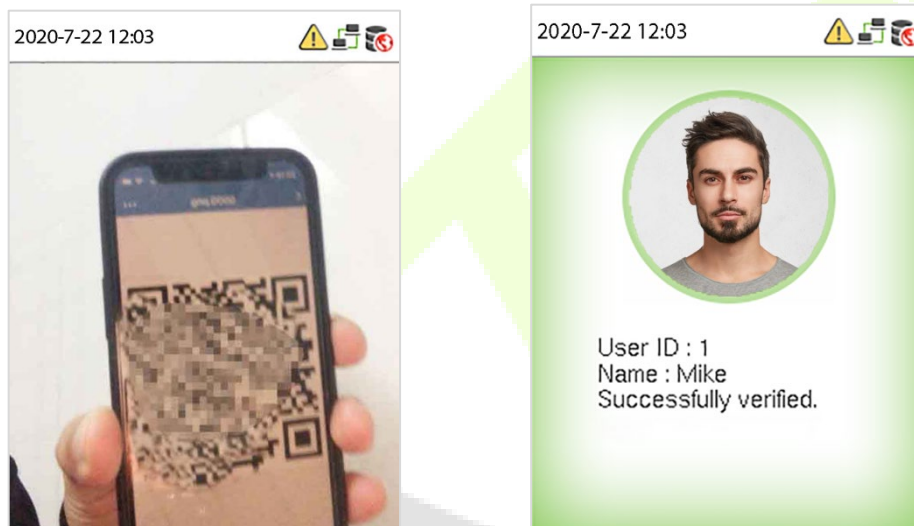 2020-7-22 12:03
2020-7-22 12:03
User ID : 1
Name : Mike
Successfully verified.